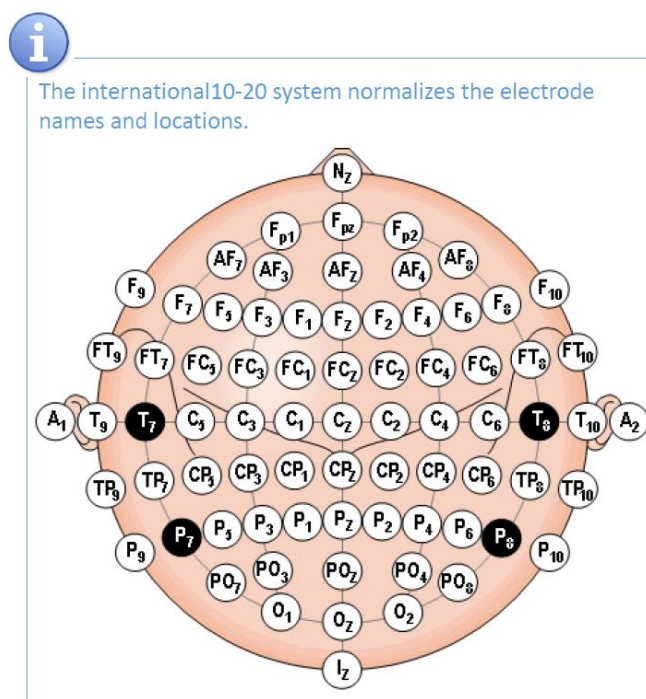 i
The international10-20 system normalizes the electrode
names and locations.
Nz
Fp1 Fpz Fp2
AF7 AF3 AFz AF4 AF8
F9 F7 F5 F3 F1 Fz F2 F4 F6 F8 F10
FT9 FT7 FC5 FC3 FC1 FCz FC2 FC4 FC6 FT8 FT10
A1 T9 T7 C5 C3 C1 Cz C2 C4 C6 T8 T10 A2
TP9 TP7 CP5 CP3 CP1 CPz CP2 CP4 CP6 TP8 TP10
P9 P7 P5 P3 P1 Pz P2 P4 P6 P8 P10
PO7 PO3 POz PO4 PO8
O1 Oz O2
Iz